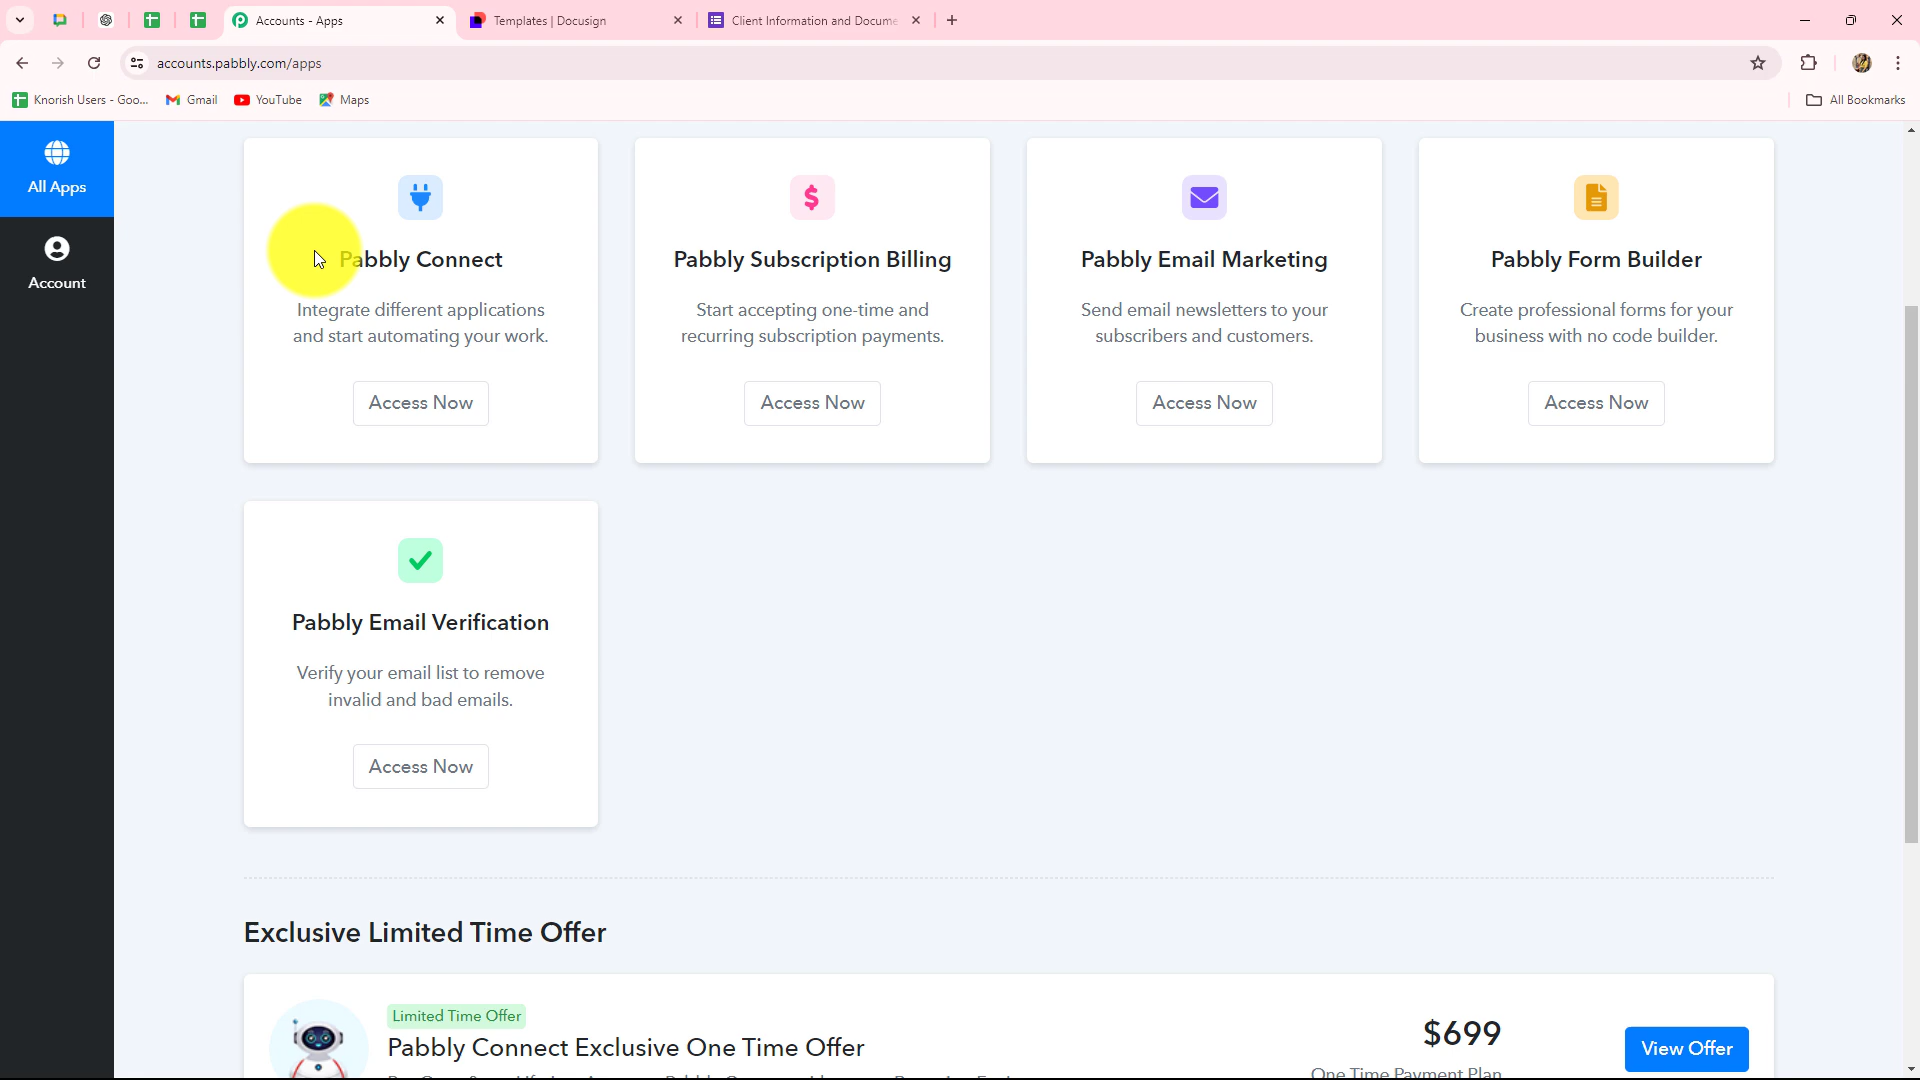 Accounts - Apps
Templates | Docusign
Client Information and Docume
accounts.pabbly.com/apps
Knorish Users - Goo...
Gmail
YouTube
Maps
All Bookmarks
All Apps
Account
Pabbly Connect
Integrate different applications
and start automating your work.
Access Now
Pabbly Subscription Billing
Start accepting one-time and
recurring subscription payments.
Access Now
Pabbly Email Marketing
Send email newsletters to your
subscribers and customers.
Access Now
Pabbly Form Builder
Create professional forms for your
business with no code builder.
Access Now
Pabbly Email Verification
Verify your email list to remove
invalid and bad emails.
Access Now
Exclusive Limited Time Offer
Limited Time Offer
Pabbly Connect Exclusive One Time Offer
$699
One Time Payment Plan
View Offer